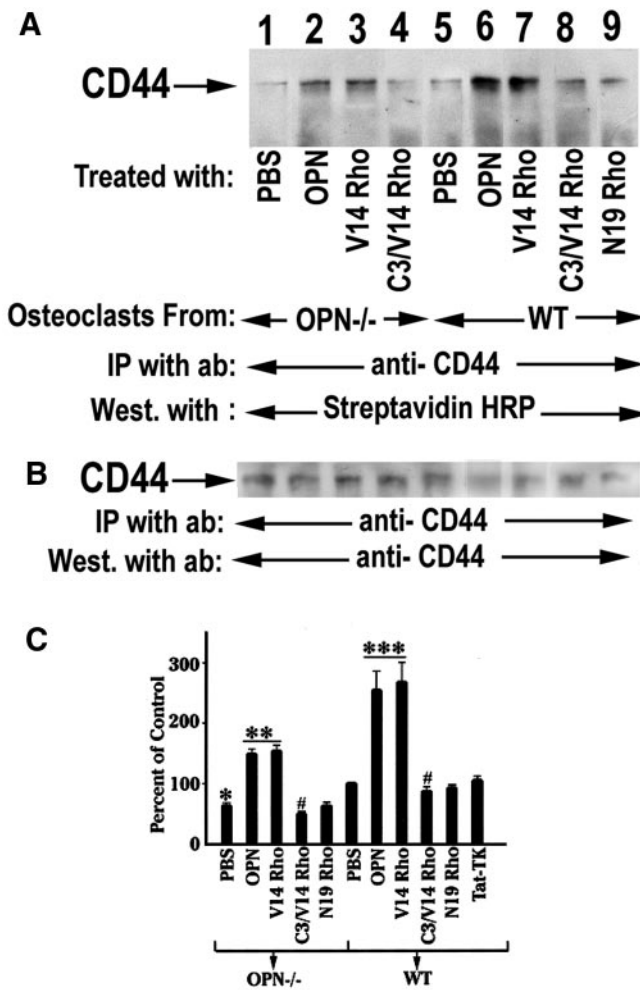 A
1 2 3 4 5 6 7 8 9
CD44
Treated with: PBS OPN V14 Rho C3/V14 Rho PBS OPN V14 Rho C3/V14 Rho N19 Rho
Osteoclasts From: OPN-/- WT
IP with ab: anti- CD44
West. with : Streptavidin HRP
B
CD44
IP with ab: anti- CD44
West. with ab: anti- CD44
C
Percent of Control
300
200
100
0
* ** # *** #
PBS OPN V14 Rho C3/V14 Rho N19 Rho PBS OPN V14 Rho C3/V14 Rho N19 Rho Tat-TK
OPN-/- WT